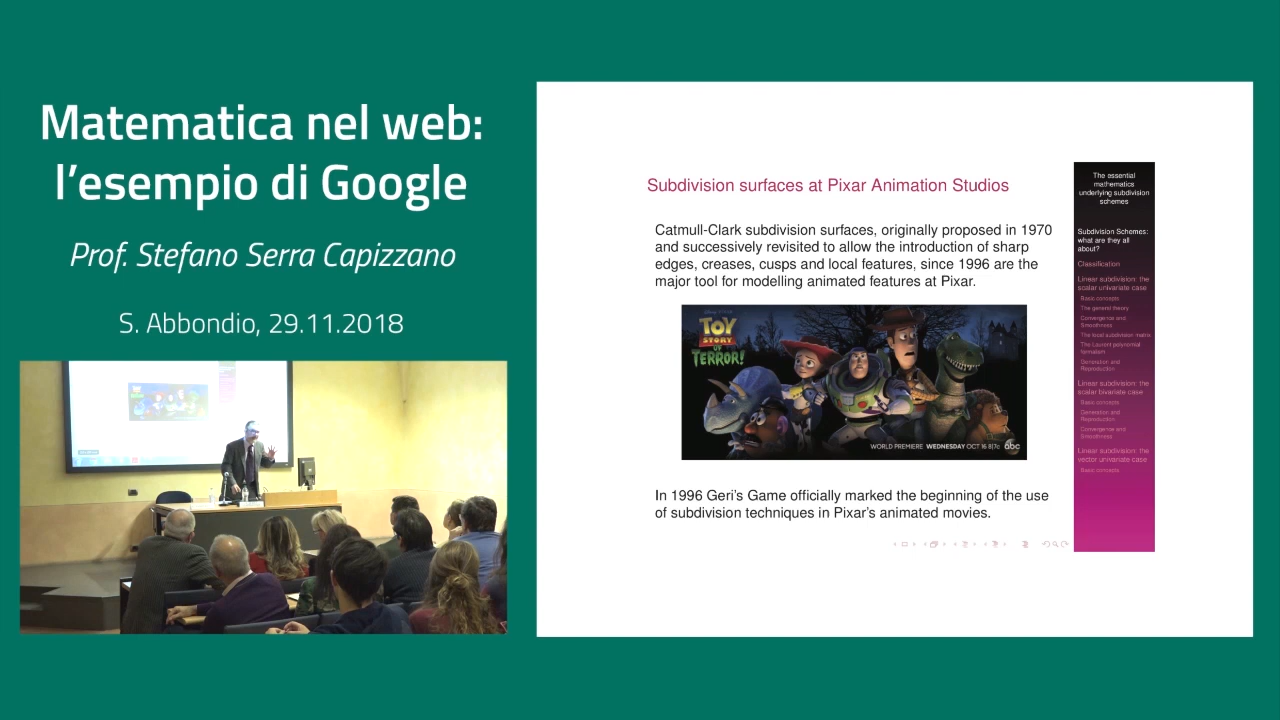 Matematica nel web:
l'esempio di Google
Prof. Stefano Serra Capizzano
S. Abbondio, 29.11.2018
Subdivision surfaces at Pixar Animation Studios
Catmull-Clark subdivision surfaces, originally proposed in 1970
and successively revisited to allow the introduction of sharp
edges, creases, cusps and local features, since 1996 are the
major tool for modelling animated features at Pixar.
TOY
STORY
OF
TERROR!
WORLD PREMIERE WEDNESDAY OCT 16 8|7c abc
In 1996 Geri's Game officially marked the beginning of the use
of subdivision techniques in Pixar's animated movies.
The essential
mathematics
underlying subdivision
schemes
Subdivision Schemes:
what are they all
about?
Classification
Linear subdivision: the
scalar univariate case
Basic concepts
The general theory
Convergence and
Smoothness
The local subdivision matrix
The Laurent polynomial
formalism
Generation and
Reproduction
Linear subdivision: the
scalar bivariate case
Basic concepts
Generation and
Reproduction
Convergence and
Smoothness
Linear subdivision: the
vector univariate case
Basic concepts